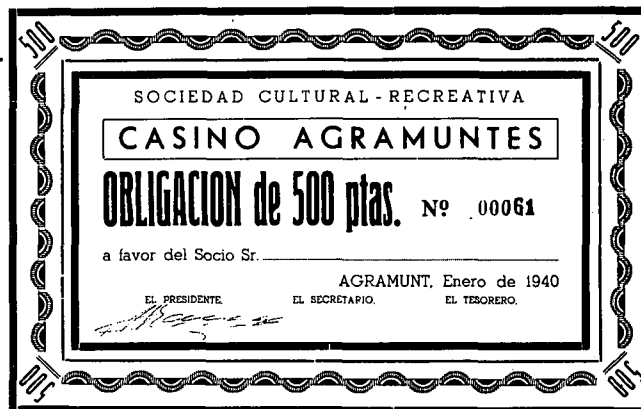 500 500
SOCIEDAD CULTURAL-RECREATIVA
CASINO AGRAMUNTES
OBLIGACION de 500 ptas. Nº 00061
a favor del Socio Sr.
AGRAMUNT, Enero de 1940
EL PRESIDENTE. EL SECRETARIO. EL TESORERO.
500 500